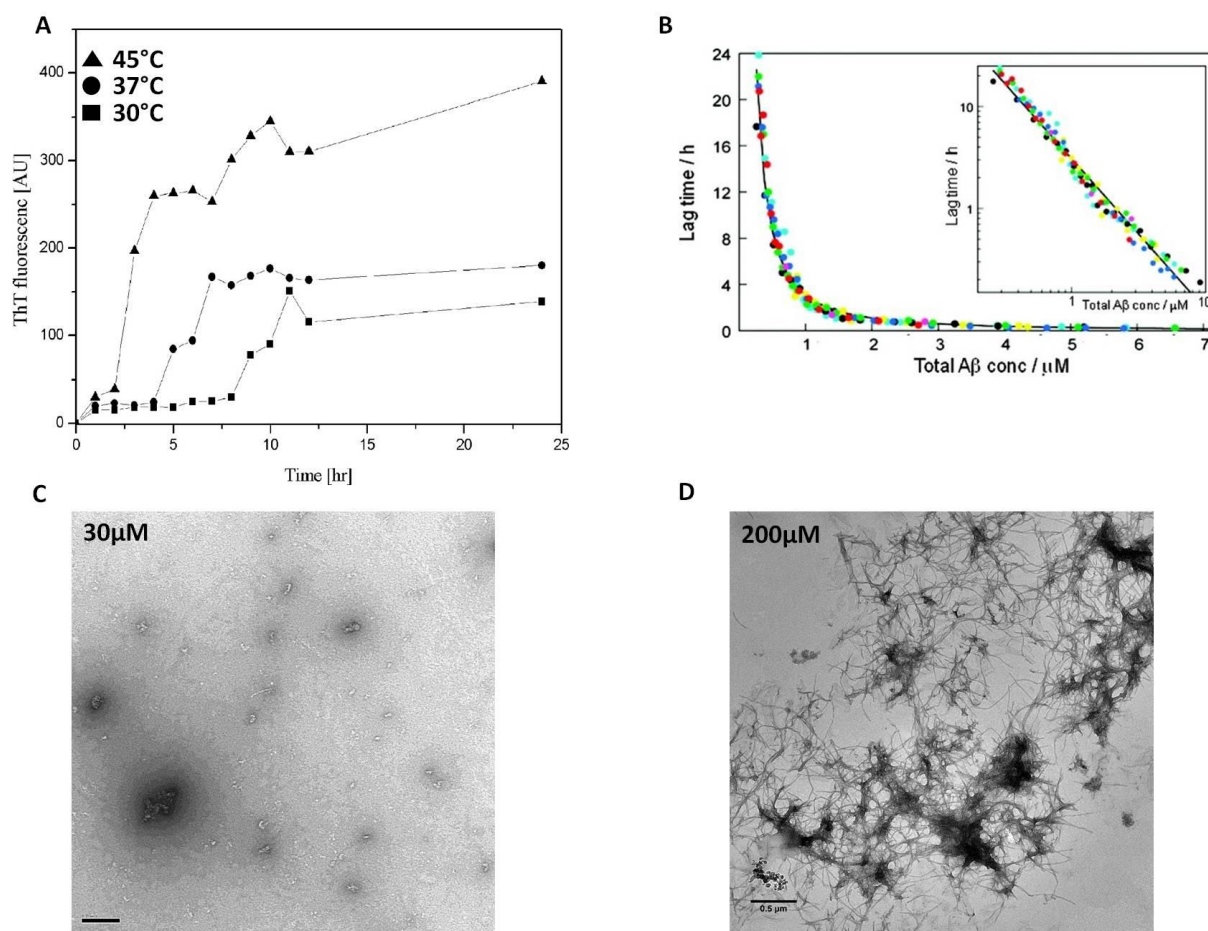 A
45°C
37°C
30°C
400
300
200
100
0
0 5 10 15 20 25
ThT fluorescenc [AU]
Time [hr]
B
24
20
16
12
8
4
0
1 2 3 4 5 6 7
Lag time / h
Total Aβ conc / µM
10
1
1 10
Lag time / h
Total Aβ conc / µM
C
30µM
D
200µM
0.5 µm